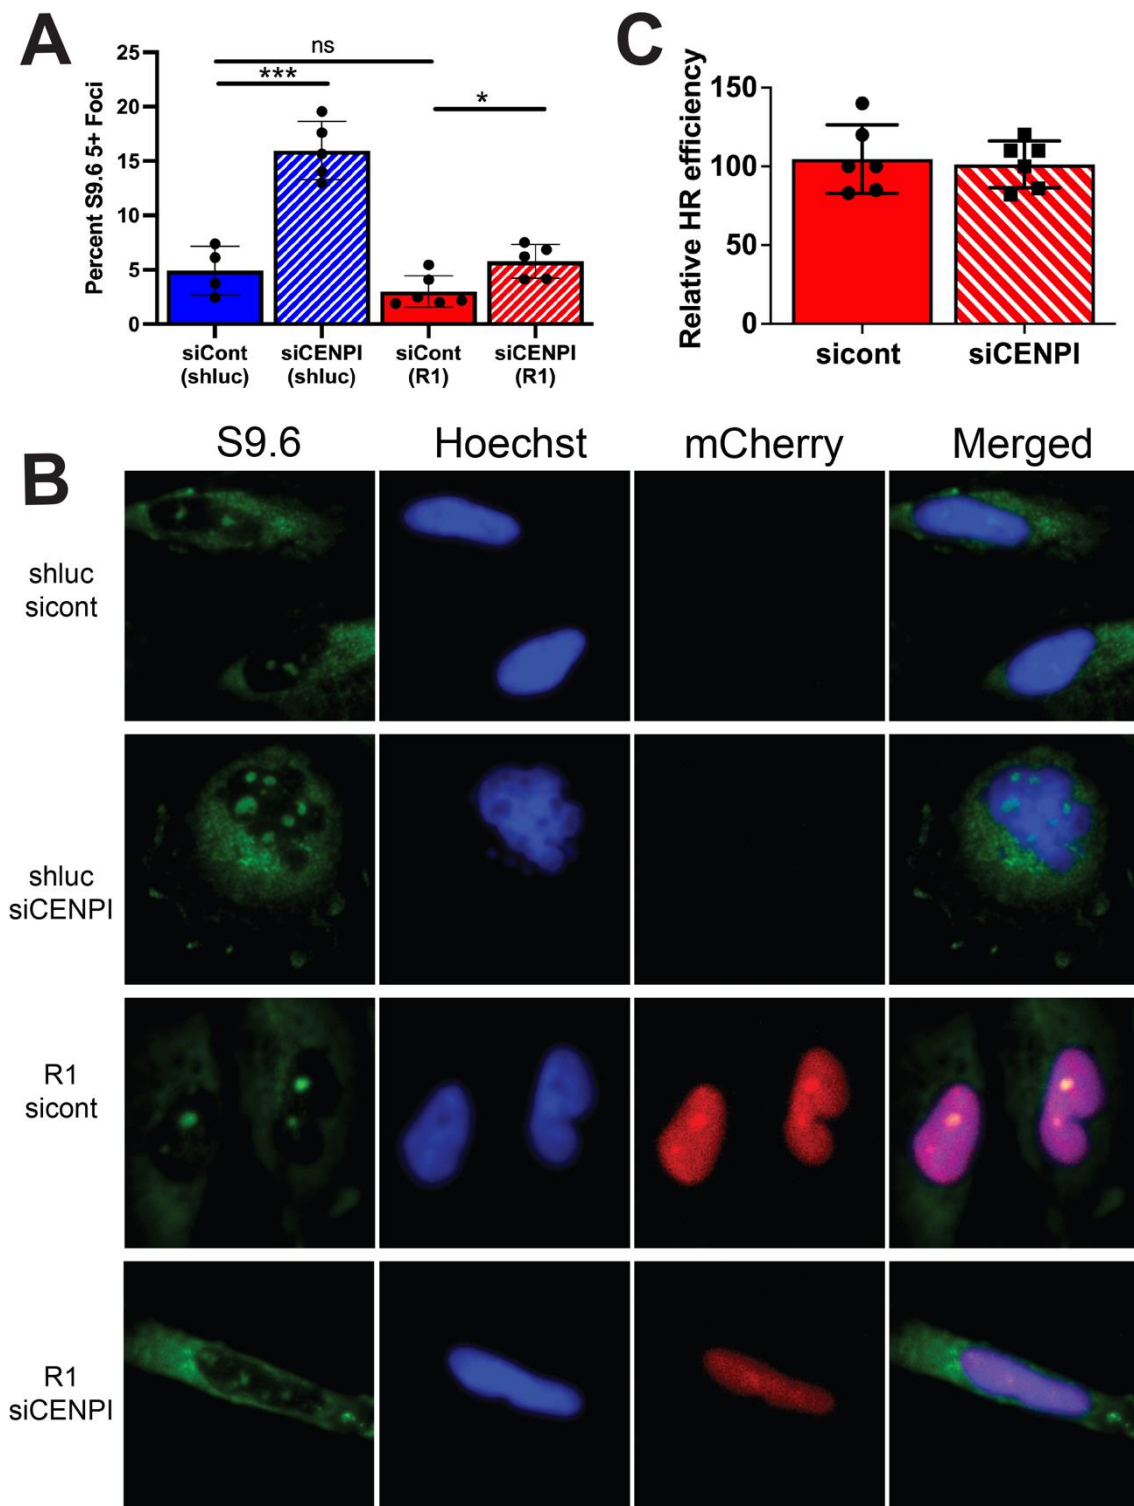 A
Percent S9.6 5+ Foci
25
20
15
10
5
0
ns
***
*
siCont
(shluc)
siCENPI
(shluc)
siCont
(R1)
siCENPI
(R1)
C
Relative HR efficiency
150
100
50
0
sicont
siCENPI
B
S9.6
Hoechst
mCherry
Merged
shluc
sicont
shluc
siCENPI
R1
sicont
R1
siCENPI